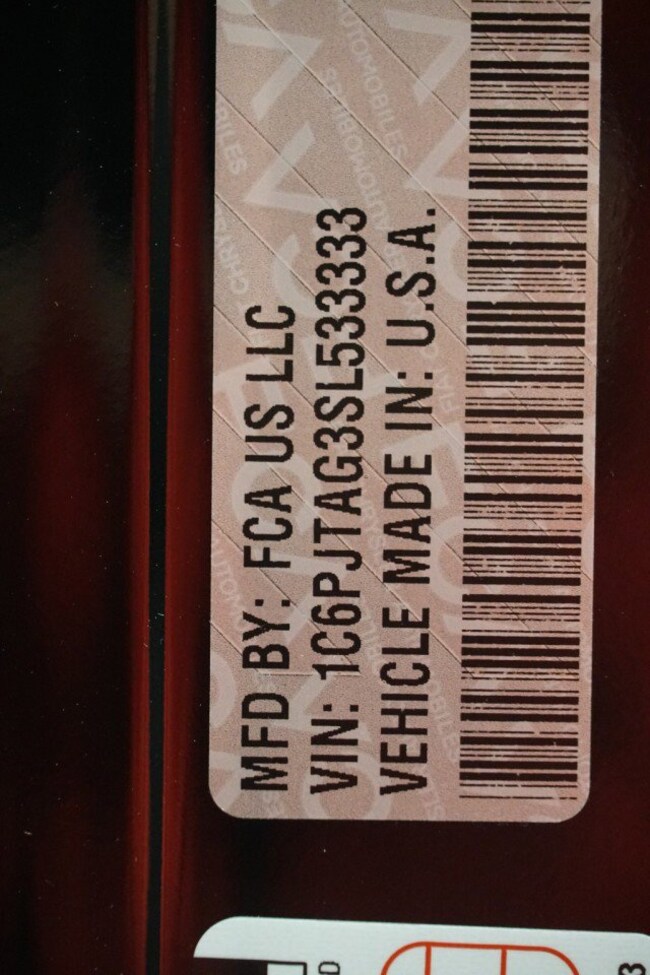 MFD BY: FCA US LLC
VIN: 1C6PJTAG3SL533333
VEHICLE MADE IN: U.S.A.